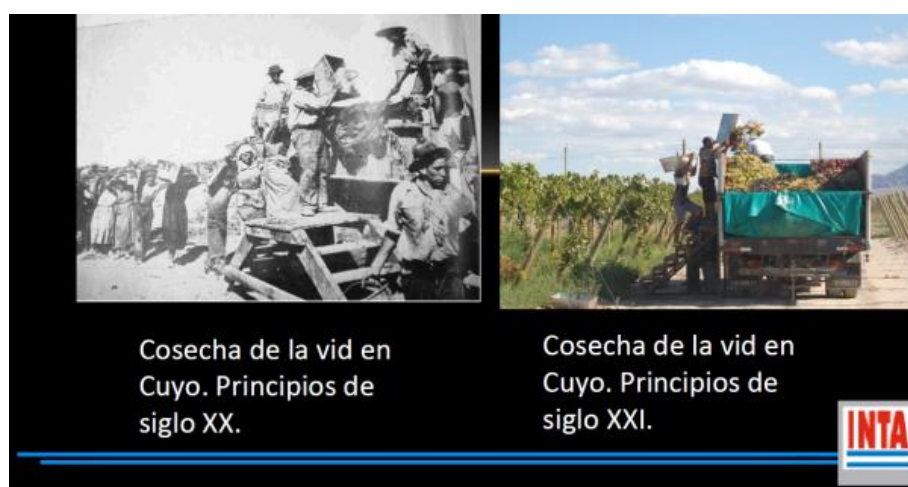 Cosecha de la vid en
Cuyo. Principios de
siglo XX.
Cosecha de la vid en
Cuyo. Principios de
siglo XXI.
INTA